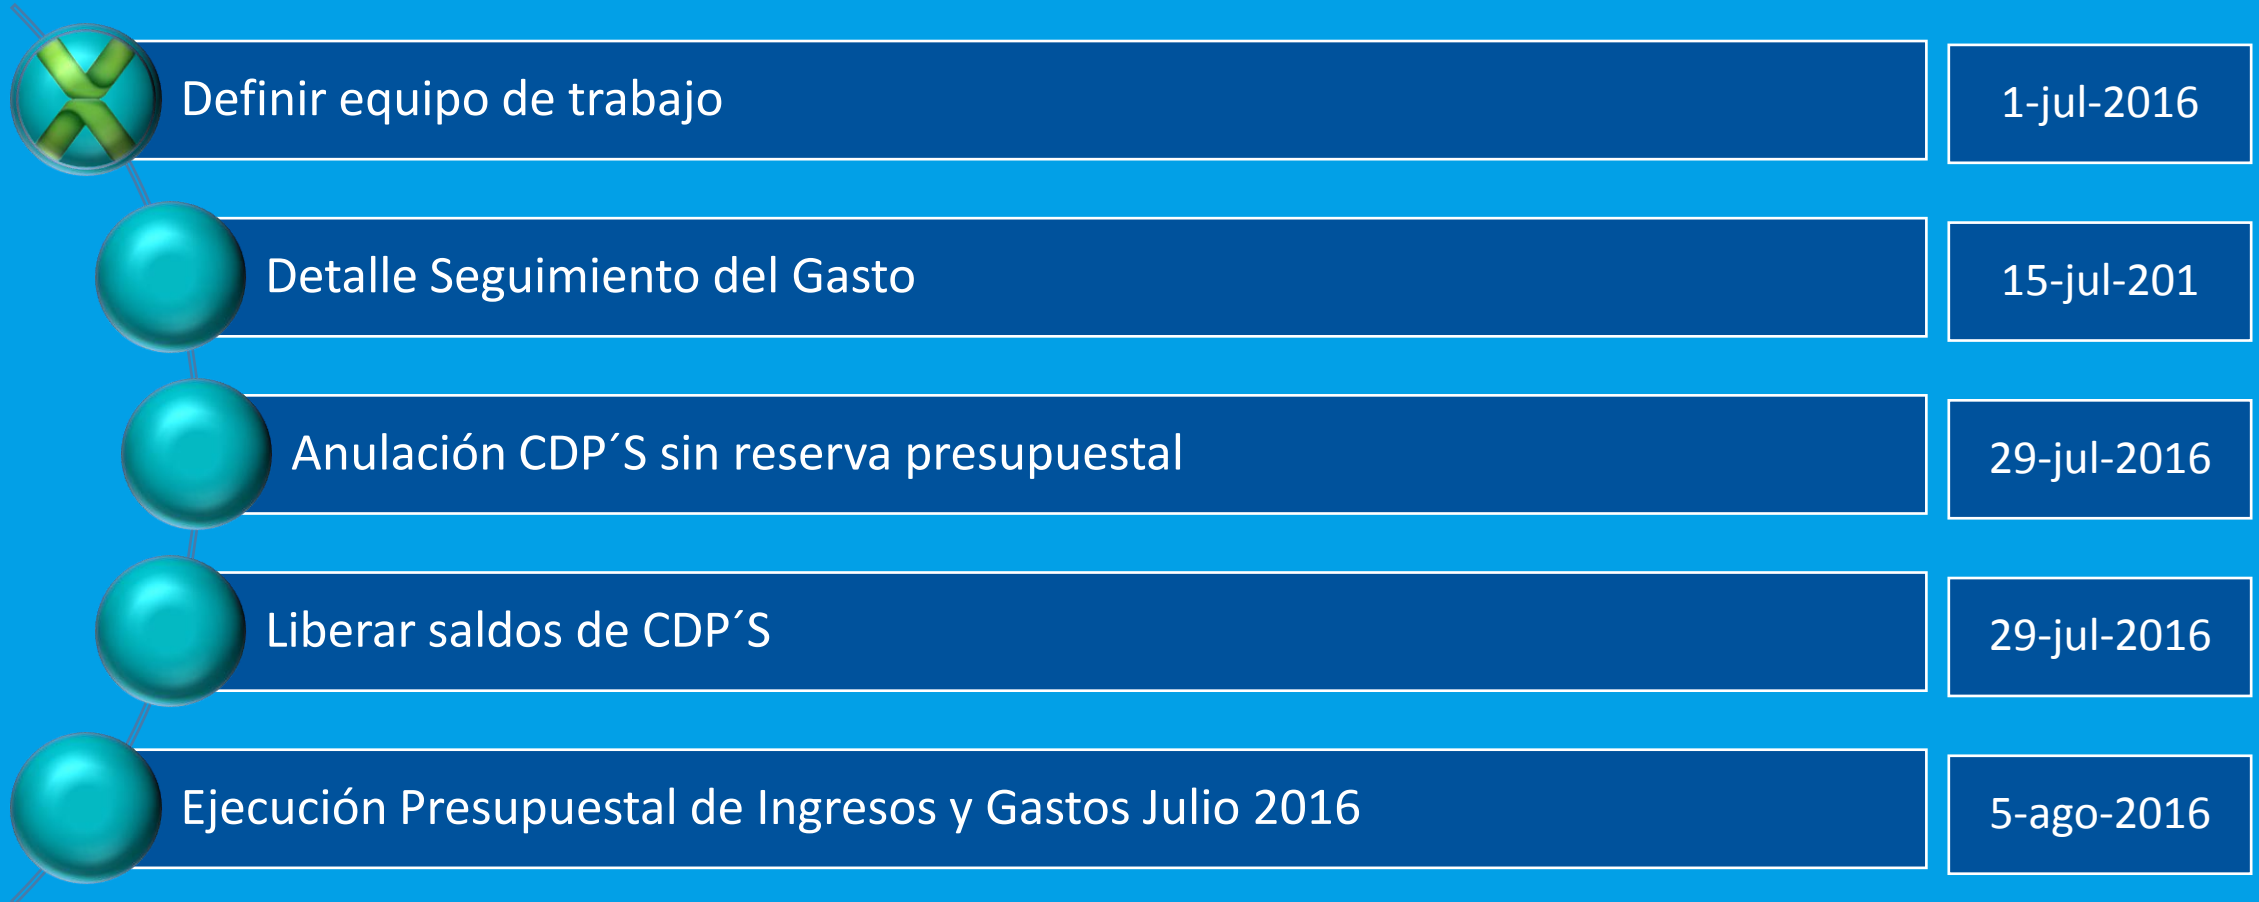 Definir equipo de trabajo
1-jul-2016
Detalle Seguimiento del Gasto
15-jul-201
Anulación CDP´S sin reserva presupuestal
29-jul-2016
Liberar saldos de CDP´S
29-jul-2016
Ejecución Presupuestal de Ingresos y Gastos Julio 2016
5-ago-2016